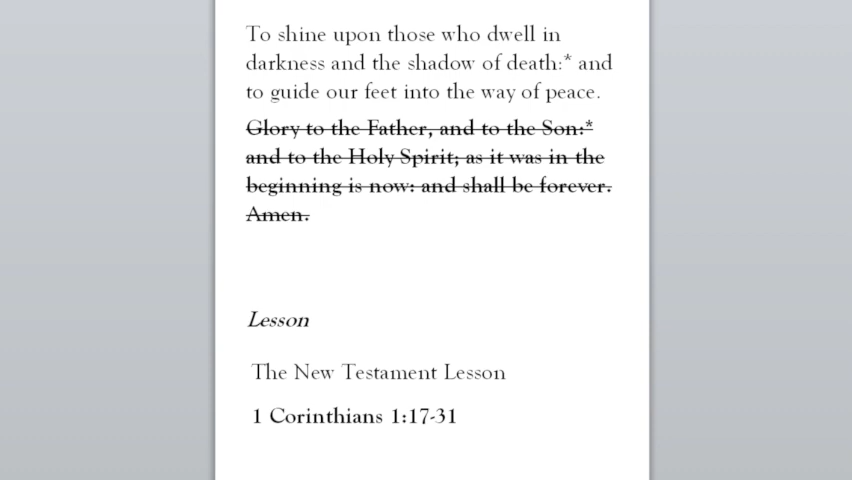 To shine upon those who dwell in
darkness and the shadow of death:* and
to guide our feet into the way of peace.
Glory to the Father, and to the Son:*
and to the Holy Spirit; as it was in the
beginning is now: and shall be forever.
Amen.
Lesson
The New Testament Lesson
1 Corinthians 1:17-31